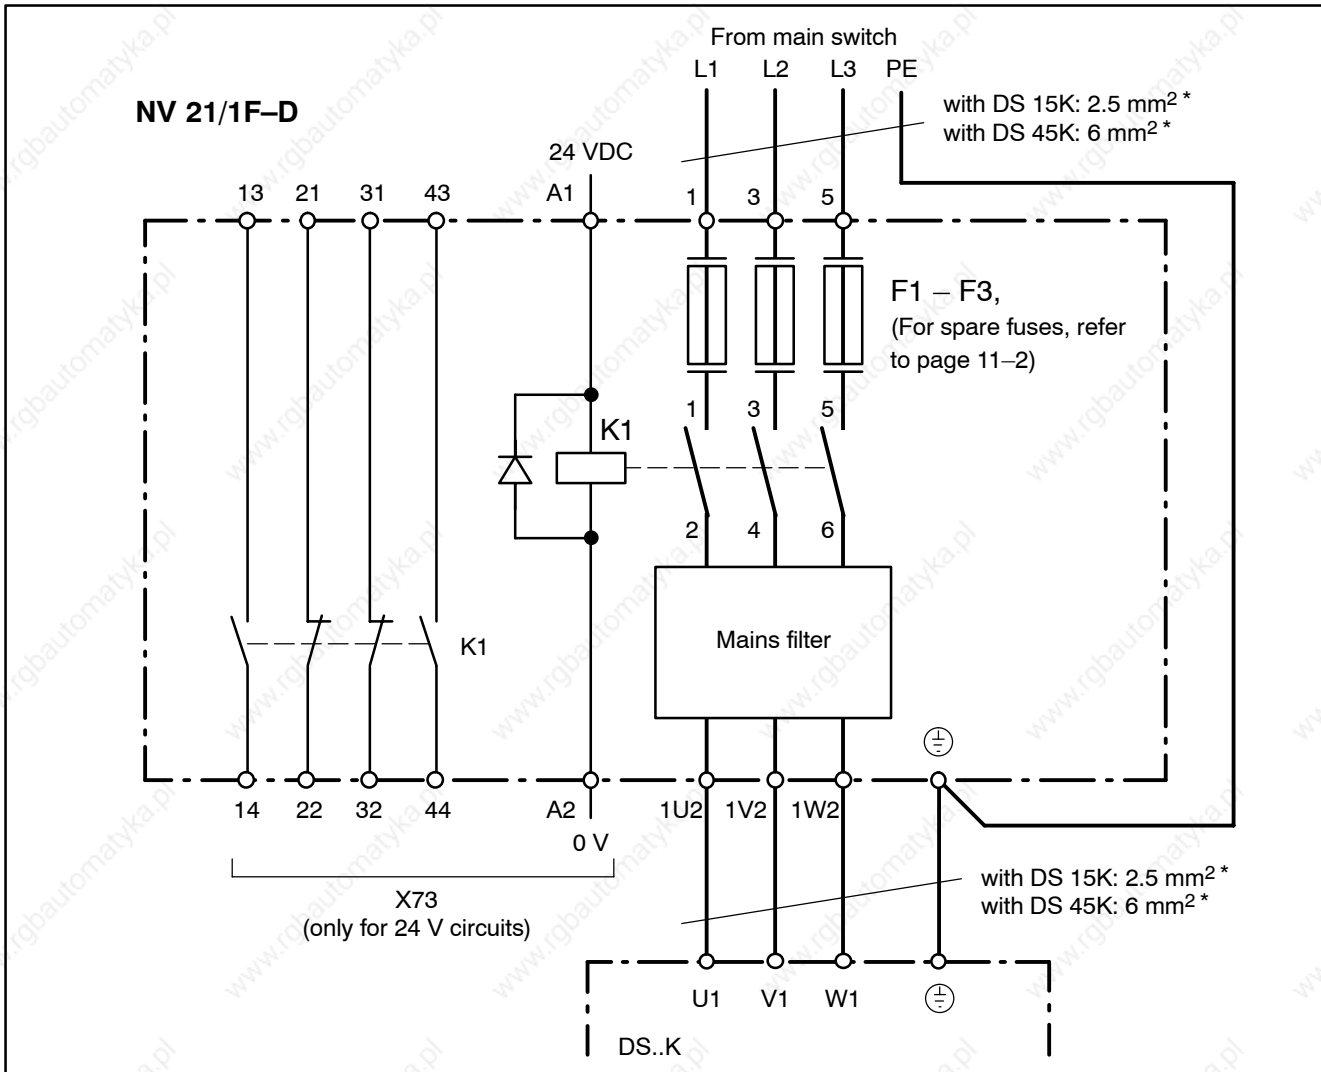 From main switch
L1 L2 L3 PE
NV 21/1F–D
with DS 15K: 2.5 mm² *
with DS 45K: 6 mm² *
24 VDC
13 21 31 43 A1 1 3 5
F1 – F3,
(For spare fuses, refer
to page 11–2)
1 3 5
K1
2 4 6
Mains filter
K1
14 22 32 44 A2 1U2 1V2 1W2
0 V
X73
(only for 24 V circuits)
with DS 15K: 2.5 mm² *
with DS 45K: 6 mm² *
U1 V1 W1
DS..K
www.rgbautomatyka.pl